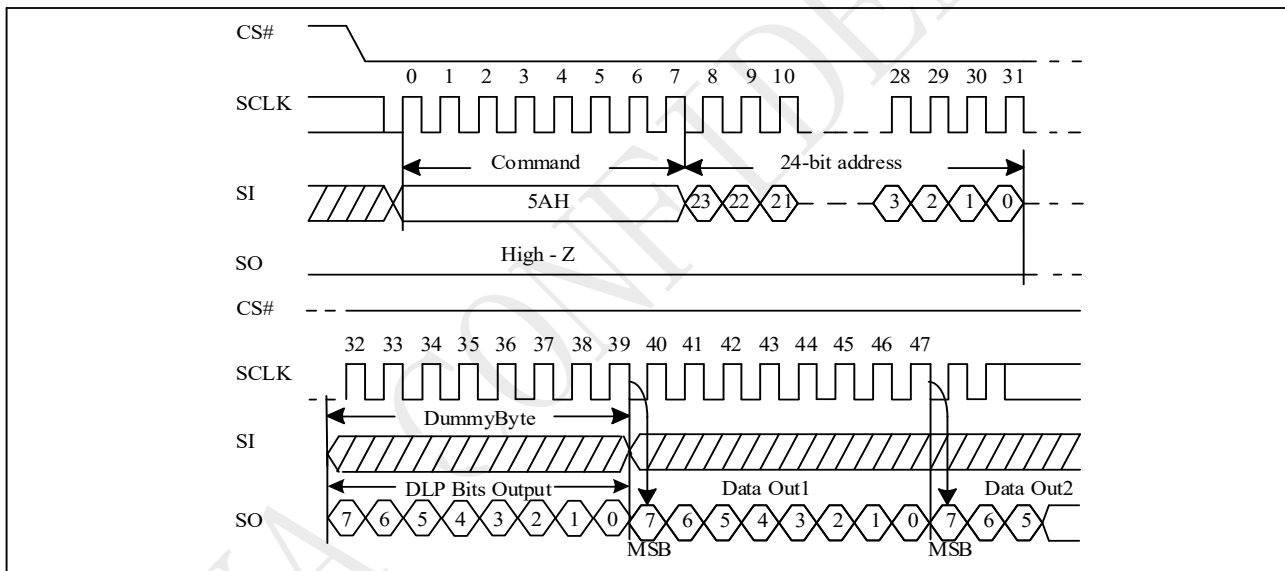 CS#
0 1 2 3 4 5 6 7 8 9 10 28 29 30 31
SCLK
Command 24-bit address
SI 5AH 23 22 21 3 2 1 0
High - Z
SO
CS#
32 33 34 35 36 37 38 39 40 41 42 43 44 45 46 47
SCLK
DummyByte
SI
DLP Bits Output Data Out1 Data Out2
SO 7 6 5 4 3 2 1 0 7 6 5 4 3 2 1 0 7 6 5
MSB MSB